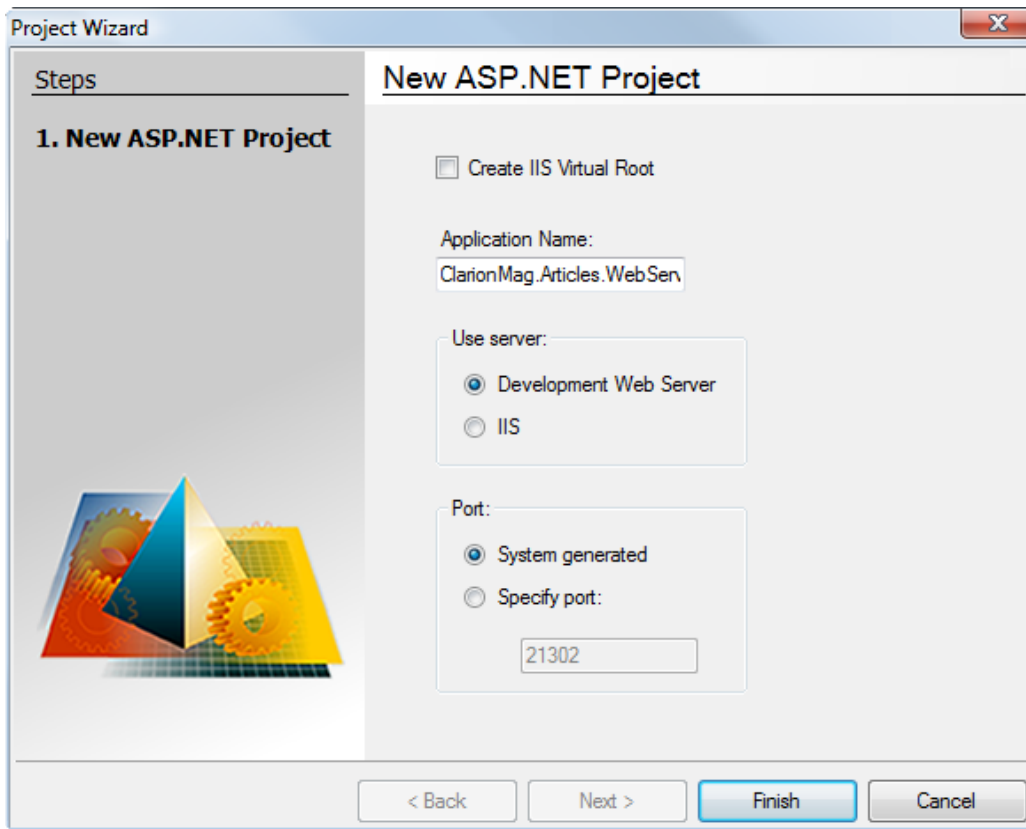 Project Wizard
Steps
New ASP.NET Project
1. New ASP.NET Project
Create IIS Virtual Root
Application Name:
ClarionMag.Articles.WebServ
Use server:
Development Web Server
IIS
Port:
System generated
Specify port:
21302
< Back
Next >
Finish
Cancel